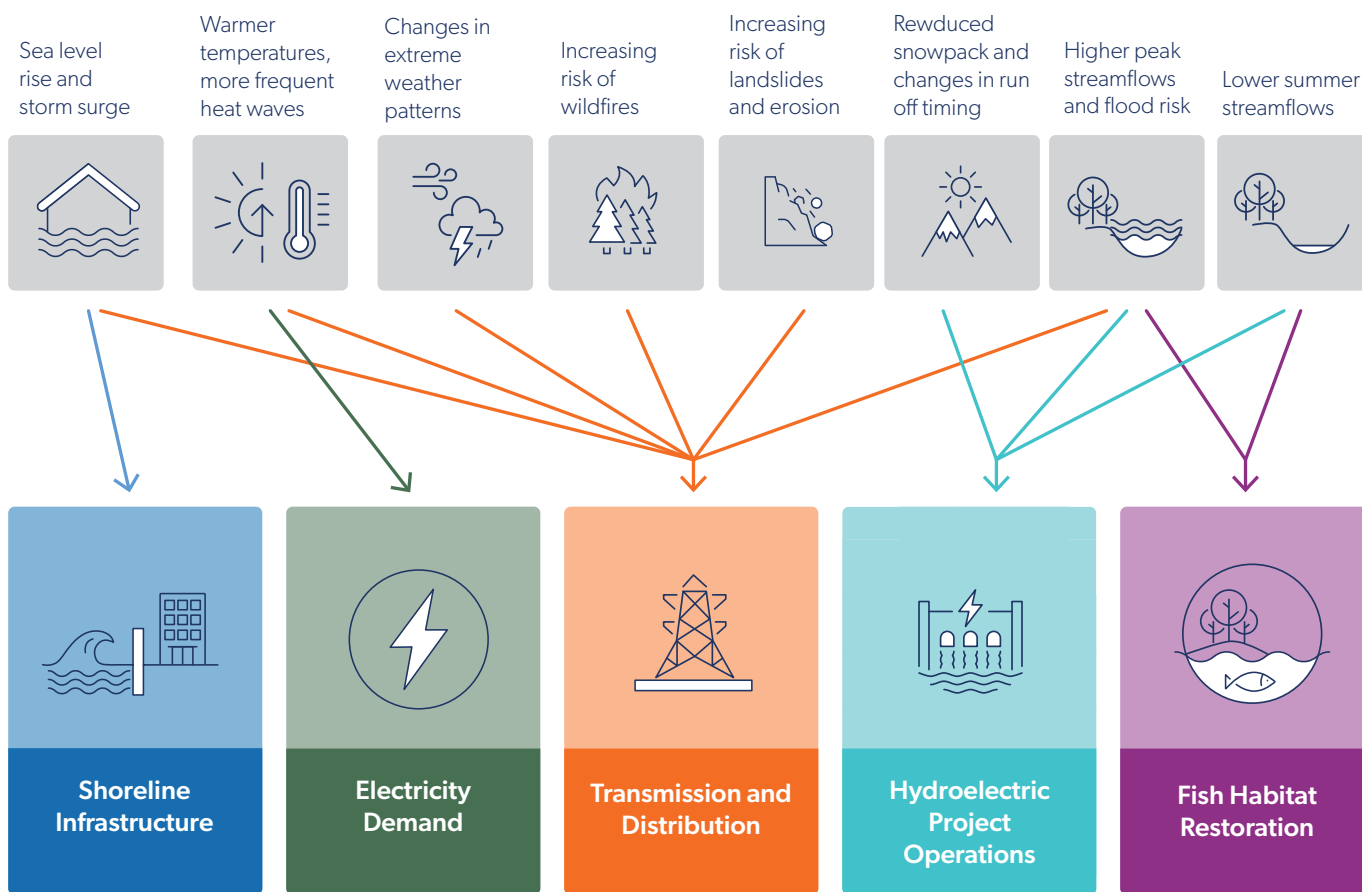 Sea level
rise and
storm surge
Warmer
temperatures,
more frequent
heat waves
Changes in
extreme
weather
patterns
Increasing
risk of
wildfires
Increasing
risk of
landslides
and erosion
Rewduced
snowpack and
changes in run
off timing
Higher peak
streamflows
and flood risk
Lower summer
streamflows
Shoreline
Infrastructure
Electricity
Demand
Transmission and
Distribution
Hydroelectric
Project
Operations
Fish Habitat
Restoration